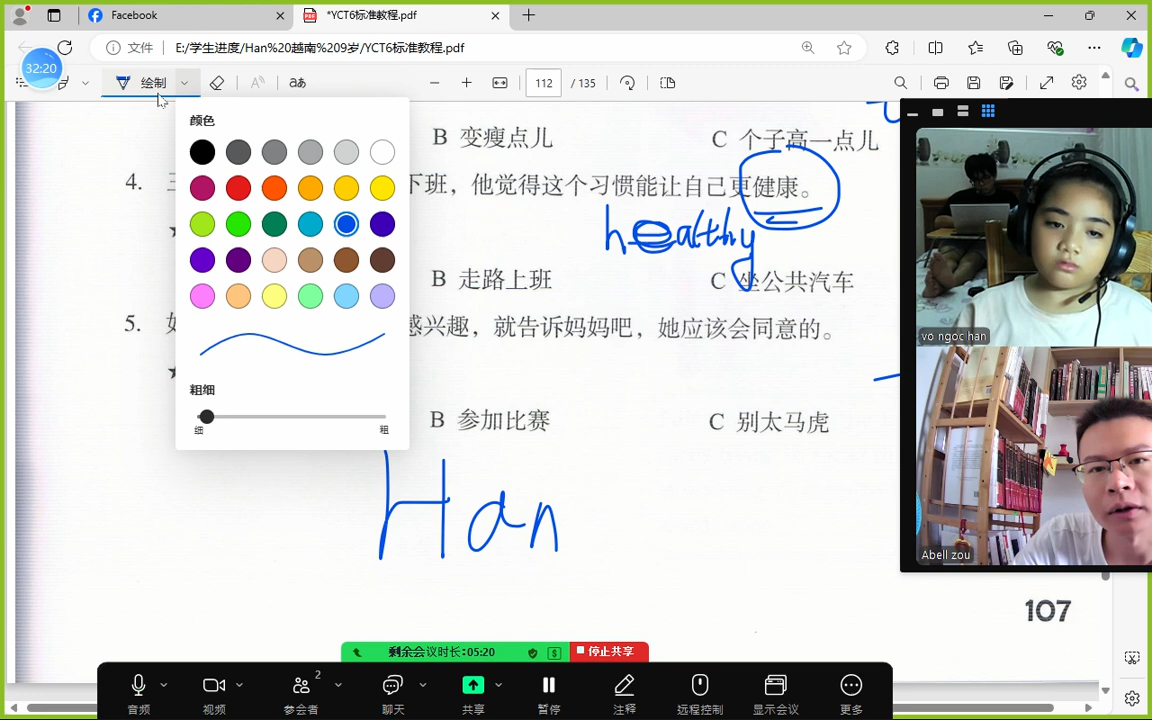 Facebook
*YCT6标准教程.pdf
文件
E:/学生进度/Han%20越南%209岁/YCT6标准教程.pdf
32:20
绘制
aあ
112 / 135
颜色
粗细
细 粗
B 变瘦点儿 C 个子高一点儿
4. 下班，他觉得这个习惯能让自己更健康。
healthy
B 走路上班 C 坐公共汽车
5. 感兴趣，就告诉妈妈吧，她应该会同意的。
B 参加比赛 C 别太马虎
Han
107
vo ngoc han
Abell zou
剩余会议时长:05:20
停止共享
音频
视频
2
参会者
聊天
共享
暂停
注释
远程控制
显示会议
更多